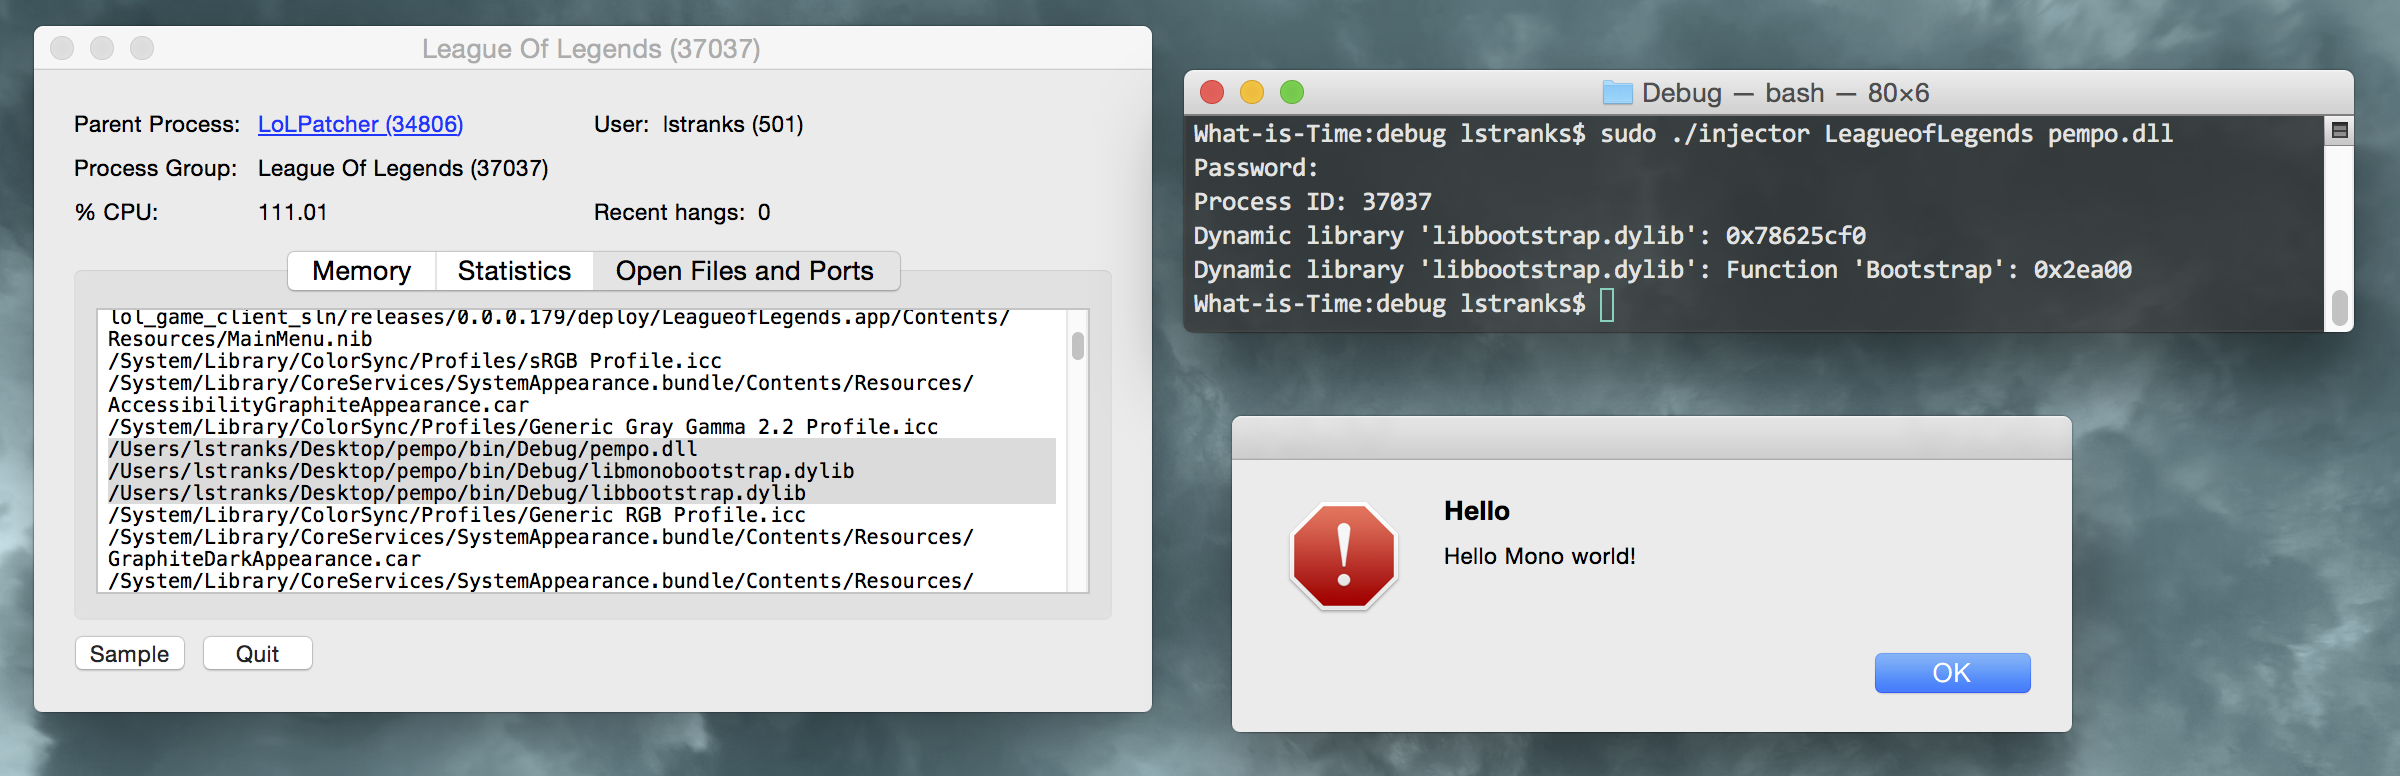 League Of Legends (37037)
Parent Process: LoLPatcher (34806) User: lstranks (501)
Process Group: League Of Legends (37037)
% CPU: 111.01 Recent hangs: 0
Memory Statistics Open Files and Ports
lol_game_client_sln/releases/0.0.0.179/deploy/LeagueofLegends.app/Contents/
Resources/MainMenu.nib
/System/Library/ColorSync/Profiles/sRGB Profile.icc
/System/Library/CoreServices/SystemAppearance.bundle/Contents/Resources/
AccessibilityGraphiteAppearance.car
/System/Library/ColorSync/Profiles/Generic Gray Gamma 2.2 Profile.icc
/Users/lstranks/Desktop/pempo/bin/Debug/pempo.dll
/Users/lstranks/Desktop/pempo/bin/Debug/libmonobootstrap.dylib
/Users/lstranks/Desktop/pempo/bin/Debug/libbootstrap.dylib
/System/Library/ColorSync/Profiles/Generic RGB Profile.icc
/System/Library/CoreServices/SystemAppearance.bundle/Contents/Resources/
GraphiteDarkAppearance.car
/System/Library/CoreServices/SystemAppearance.bundle/Contents/Resources/
Sample Quit
Debug — bash — 80×6
What-is-Time:debug lstranks$ sudo ./injector LeagueofLegends pempo.dll
Password:
Process ID: 37037
Dynamic library 'libbootstrap.dylib': 0x78625cf0
Dynamic library 'libbootstrap.dylib': Function 'Bootstrap': 0x2ea00
What-is-Time:debug lstranks$
Hello
Hello Mono world!
OK